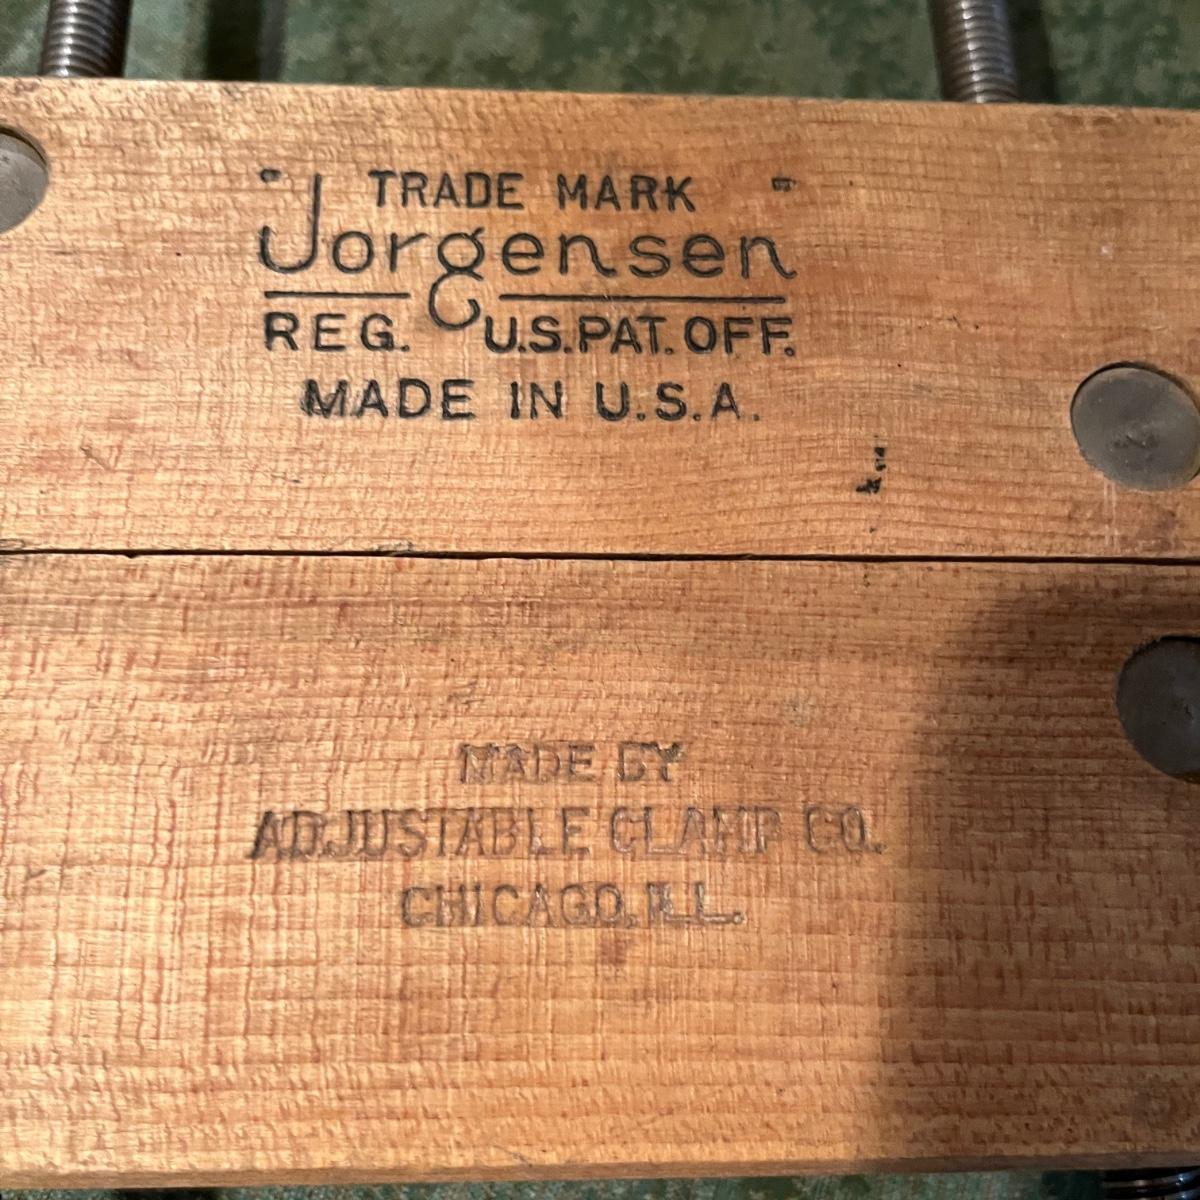 " TRADE MARK "
Jorgensen
REG. U.S.PAT.OFF.
MADE IN U.S.A.
MADE BY
ADJUSTABLE CLAMP CO.
CHICAGO, ILL.